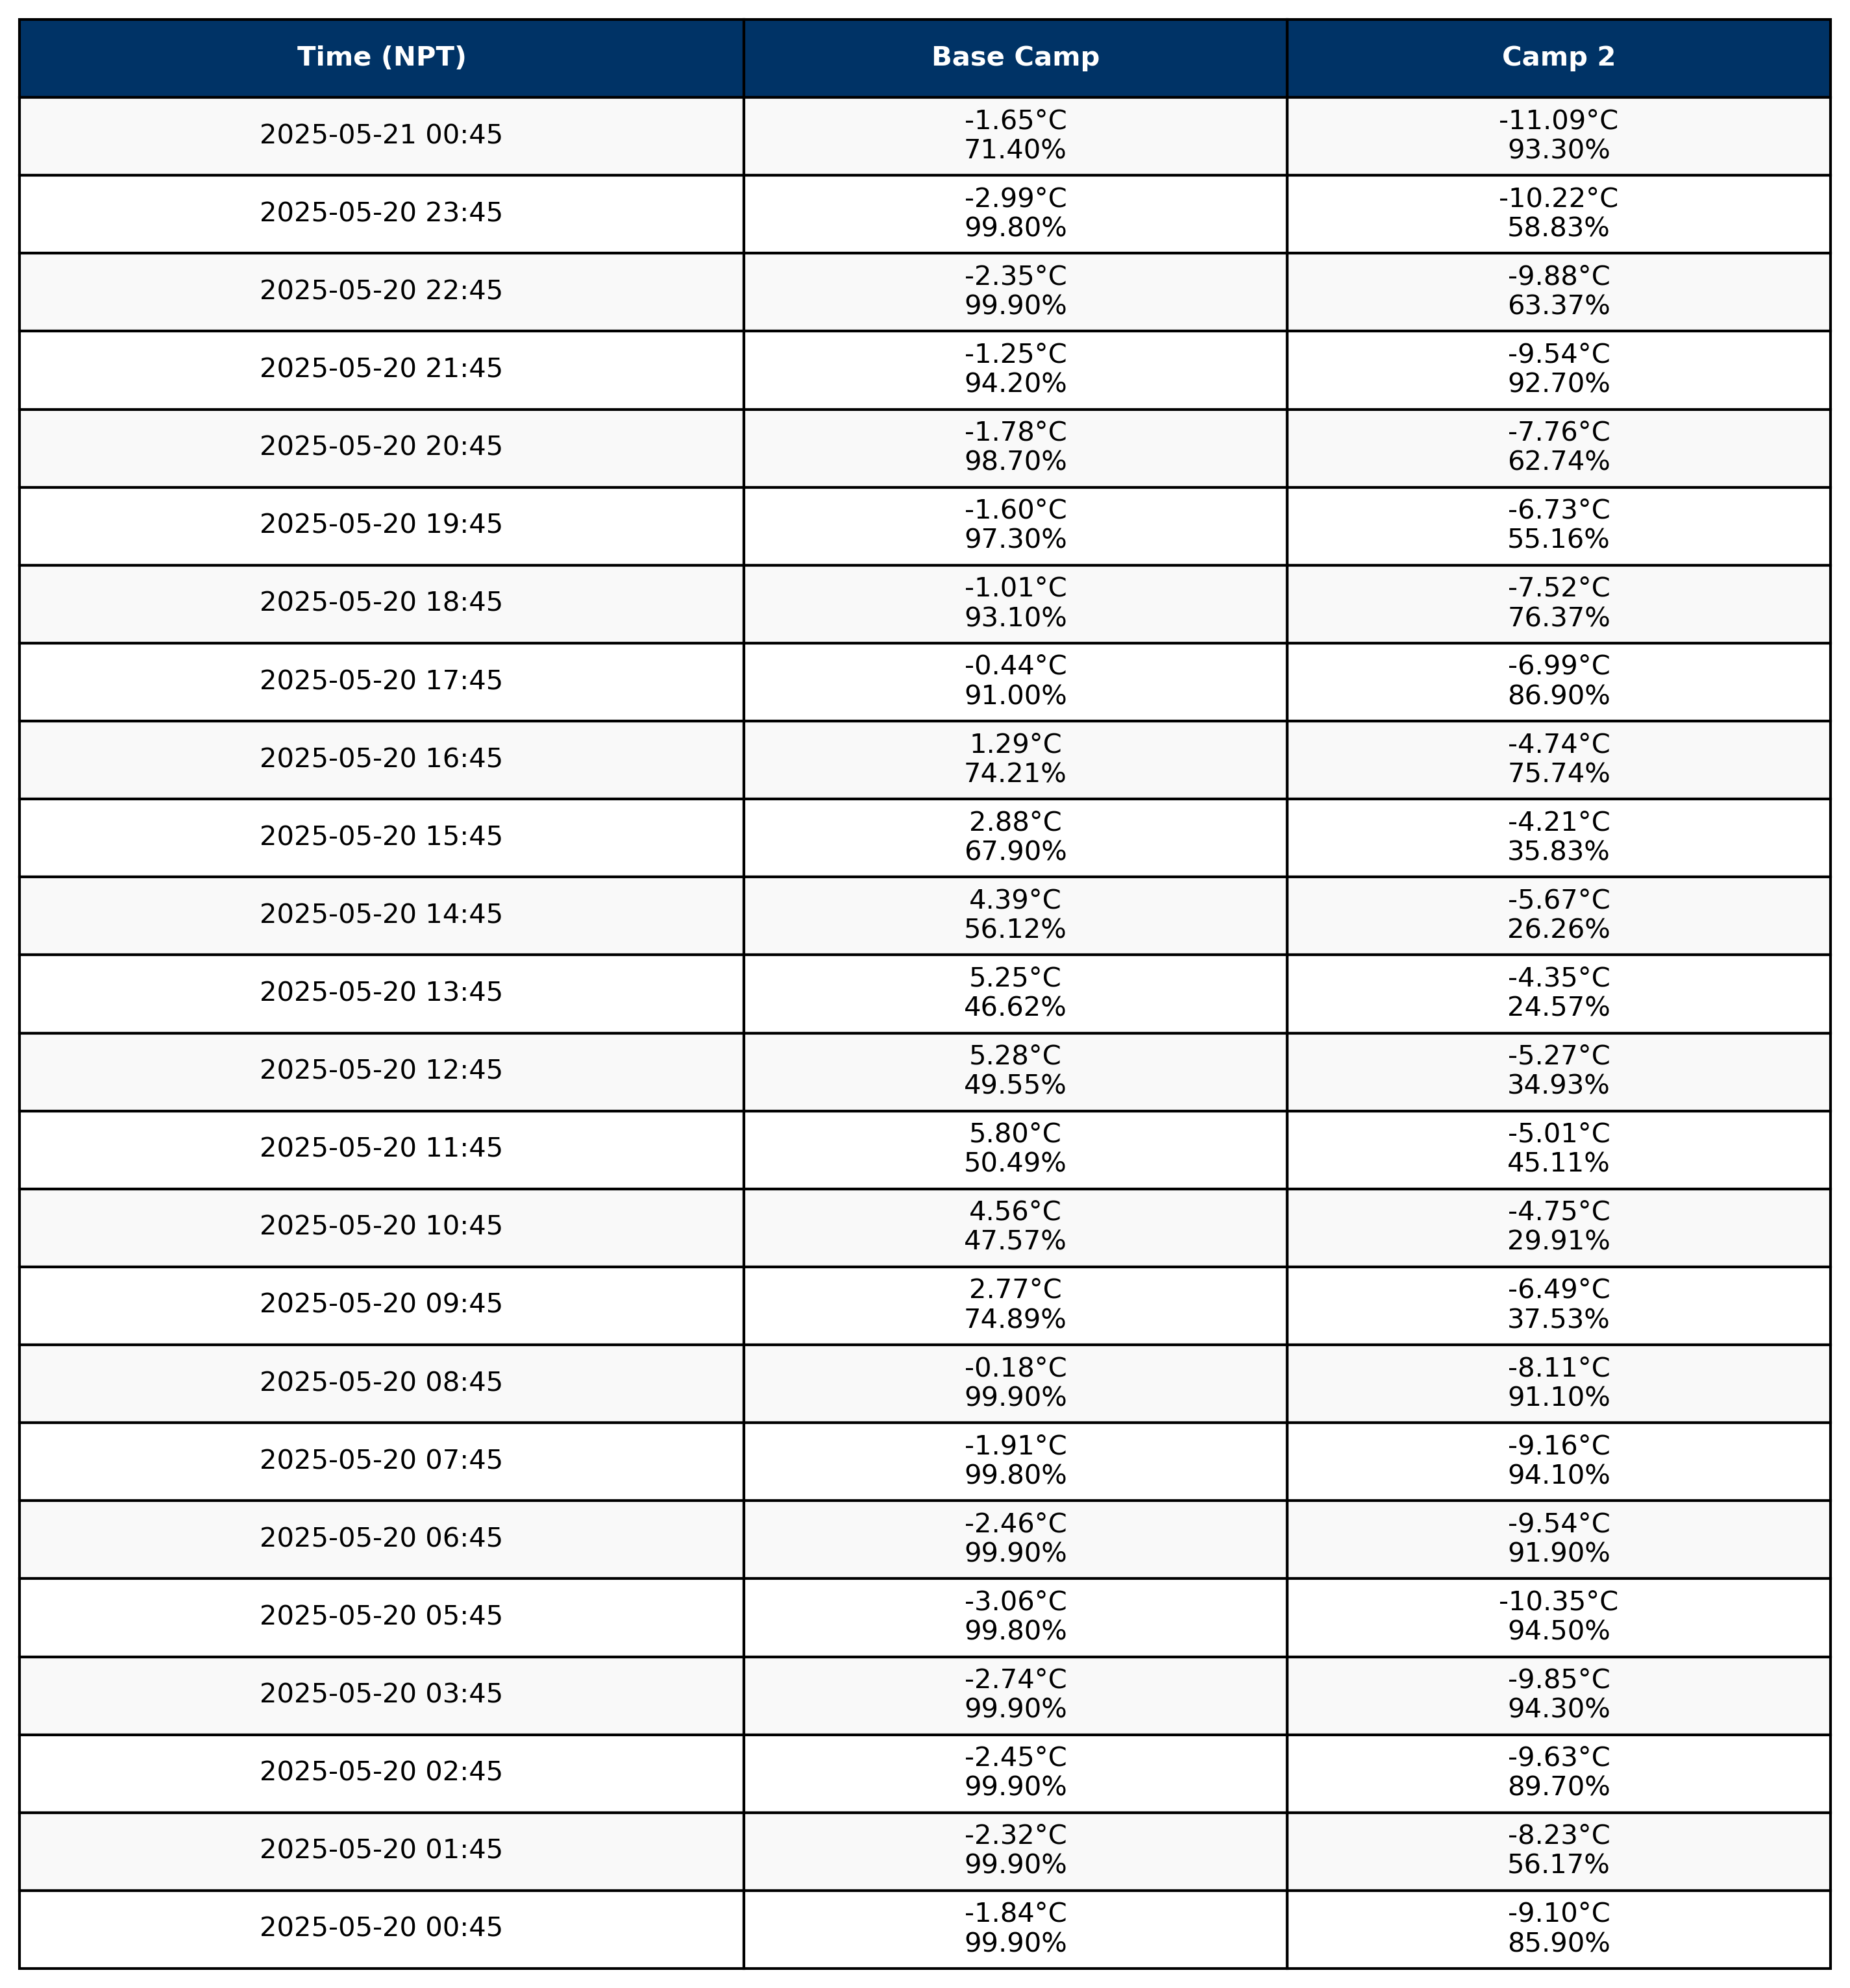 Time (NPT) Base Camp Camp 2
2025-05-21 00:45
-1.65°C
71.40%
-11.09°C
93.30%
2025-05-20 23:45
-2.99°C
99.80%
-10.22°C
58.83%
2025-05-20 22:45
-2.35°C
99.90%
-9.88°C
63.37%
2025-05-20 21:45
-1.25°C
94.20%
-9.54°C
92.70%
2025-05-20 20:45
-1.78°C
98.70%
-7.76°C
62.74%
2025-05-20 19:45
-1.60°C
97.30%
-6.73°C
55.16%
2025-05-20 18:45
-1.01°C
93.10%
-7.52°C
76.37%
2025-05-20 17:45
-0.44°C
91.00%
-6.99°C
86.90%
2025-05-20 16:45
1.29°C
74.21%
-4.74°C
75.74%
2025-05-20 15:45
2.88°C
67.90%
-4.21°C
35.83%
2025-05-20 14:45
4.39°C
56.12%
-5.67°C
26.26%
2025-05-20 13:45
5.25°C
46.62%
-4.35°C
24.57%
2025-05-20 12:45
5.28°C
49.55%
-5.27°C
34.93%
2025-05-20 11:45
5.80°C
50.49%
-5.01°C
45.11%
2025-05-20 10:45
4.56°C
47.57%
-4.75°C
29.91%
2025-05-20 09:45
2.77°C
74.89%
-6.49°C
37.53%
2025-05-20 08:45
-0.18°C
99.90%
-8.11°C
91.10%
2025-05-20 07:45
-1.91°C
99.80%
-9.16°C
94.10%
2025-05-20 06:45
-2.46°C
99.90%
-9.54°C
91.90%
2025-05-20 05:45
-3.06°C
99.80%
-10.35°C
94.50%
2025-05-20 03:45
-2.74°C
99.90%
-9.85°C
94.30%
2025-05-20 02:45
-2.45°C
99.90%
-9.63°C
89.70%
2025-05-20 01:45
-2.32°C
99.90%
-8.23°C
56.17%
2025-05-20 00:45
-1.84°C
99.90%
-9.10°C
85.90%